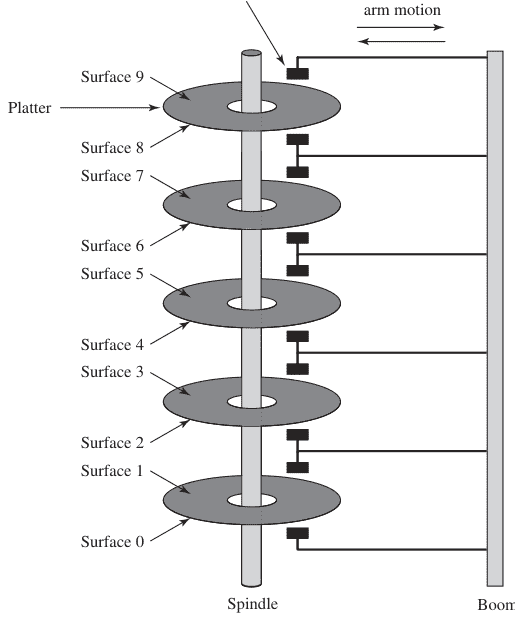 arm motion
Surface 9
Platter
Surface 8
Surface 7
Surface 6
Surface 5
Surface 4
Surface 3
Surface 2
Surface 1
Surface 0
Spindle
Boom